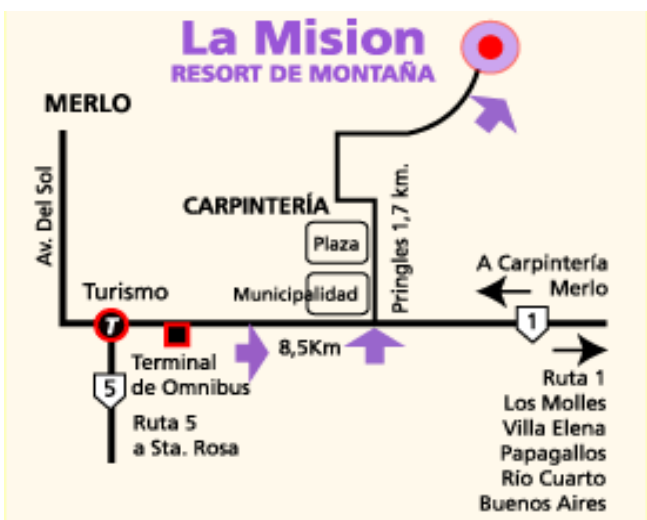 La Mision
RESORT DE MONTAÑA
MERLO
Av. Del Sol
CARPINTERÍA
Plaza
Pringles 1,7 km.
Turismo
Municipalidad
A Carpintería
Merlo
T
1
8,5Km
Terminal
de Omnibus
5
Ruta 5
a Sta. Rosa
Ruta 1
Los Molles
Villa Elena
Papagallos
Río Cuarto
Buenos Aires